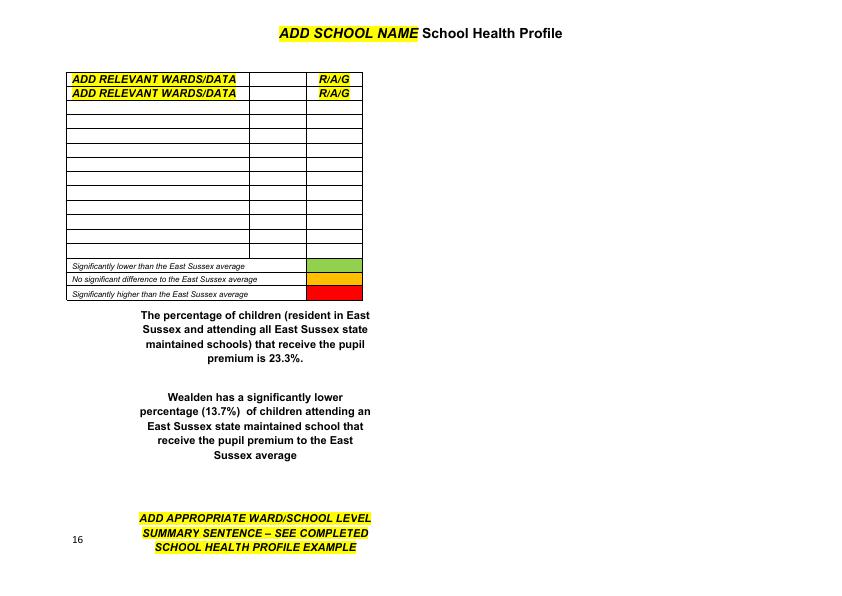 ADD SCHOOL NAME School Health Profile
ADD RELEVANT WARDS/DATA R/A/G
ADD RELEVANT WARDS/DATA R/A/G
Significantly lower than the East Sussex average
No significant difference to the East Sussex average
Significantly higher than the East Sussex average
The percentage of children (resident in East
Sussex and attending all East Sussex state
maintained schools) that receive the pupil
premium is 23.3%.
Wealden has a significantly lower
percentage (13.7%)  of children attending an
East Sussex state maintained school that
receive the pupil premium to the East
Sussex average
ADD APPROPRIATE WARD/SCHOOL LEVEL
SUMMARY SENTENCE – SEE COMPLETED
SCHOOL HEALTH PROFILE EXAMPLE
16